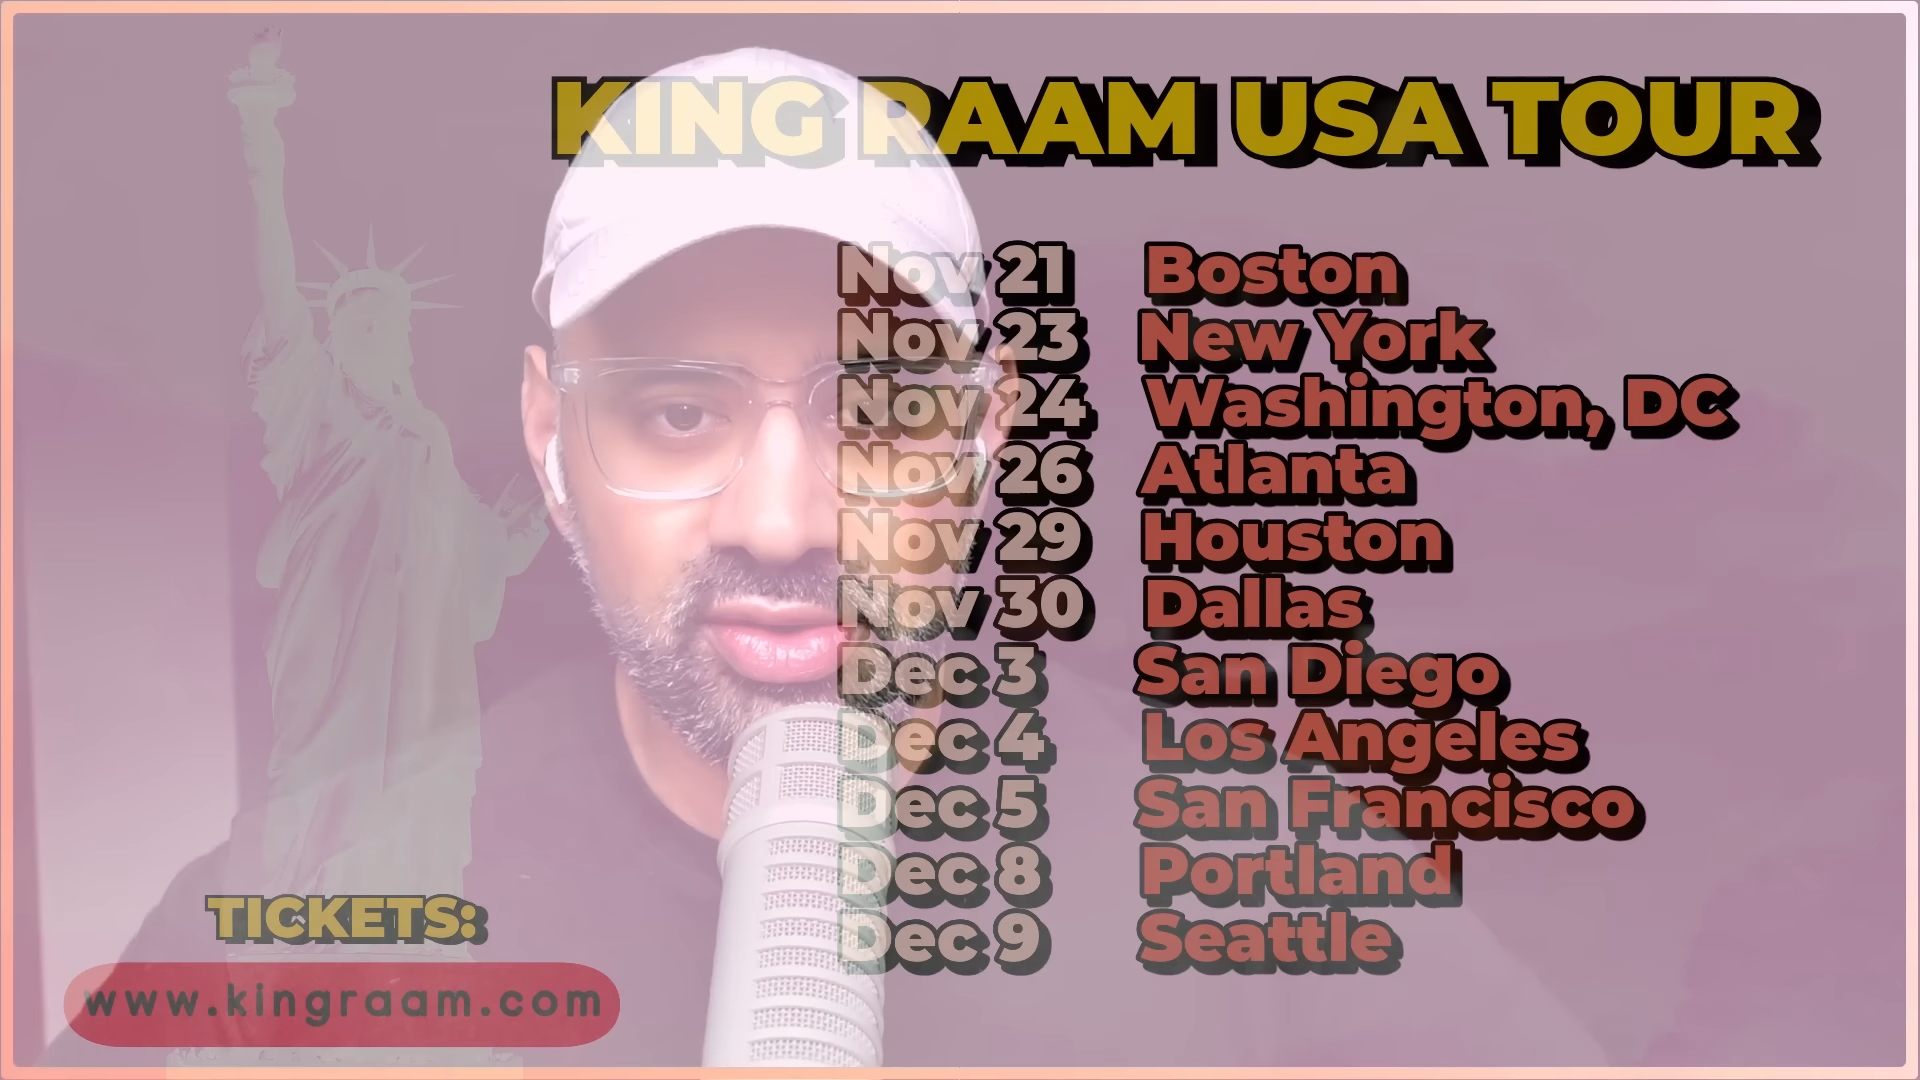 KING RAAM USA TOUR
Nov 21 Boston
Nov 23 New York
Nov 24 Washington, DC
Nov 26 Atlanta
Nov 29 Houston
Nov 30 Dallas
Dec 3 San Diego
Dec 4 Los Angeles
Dec 5 San Francisco
Dec 8 Portland
Dec 9 Seattle
TICKETS:
www.kingraam.com